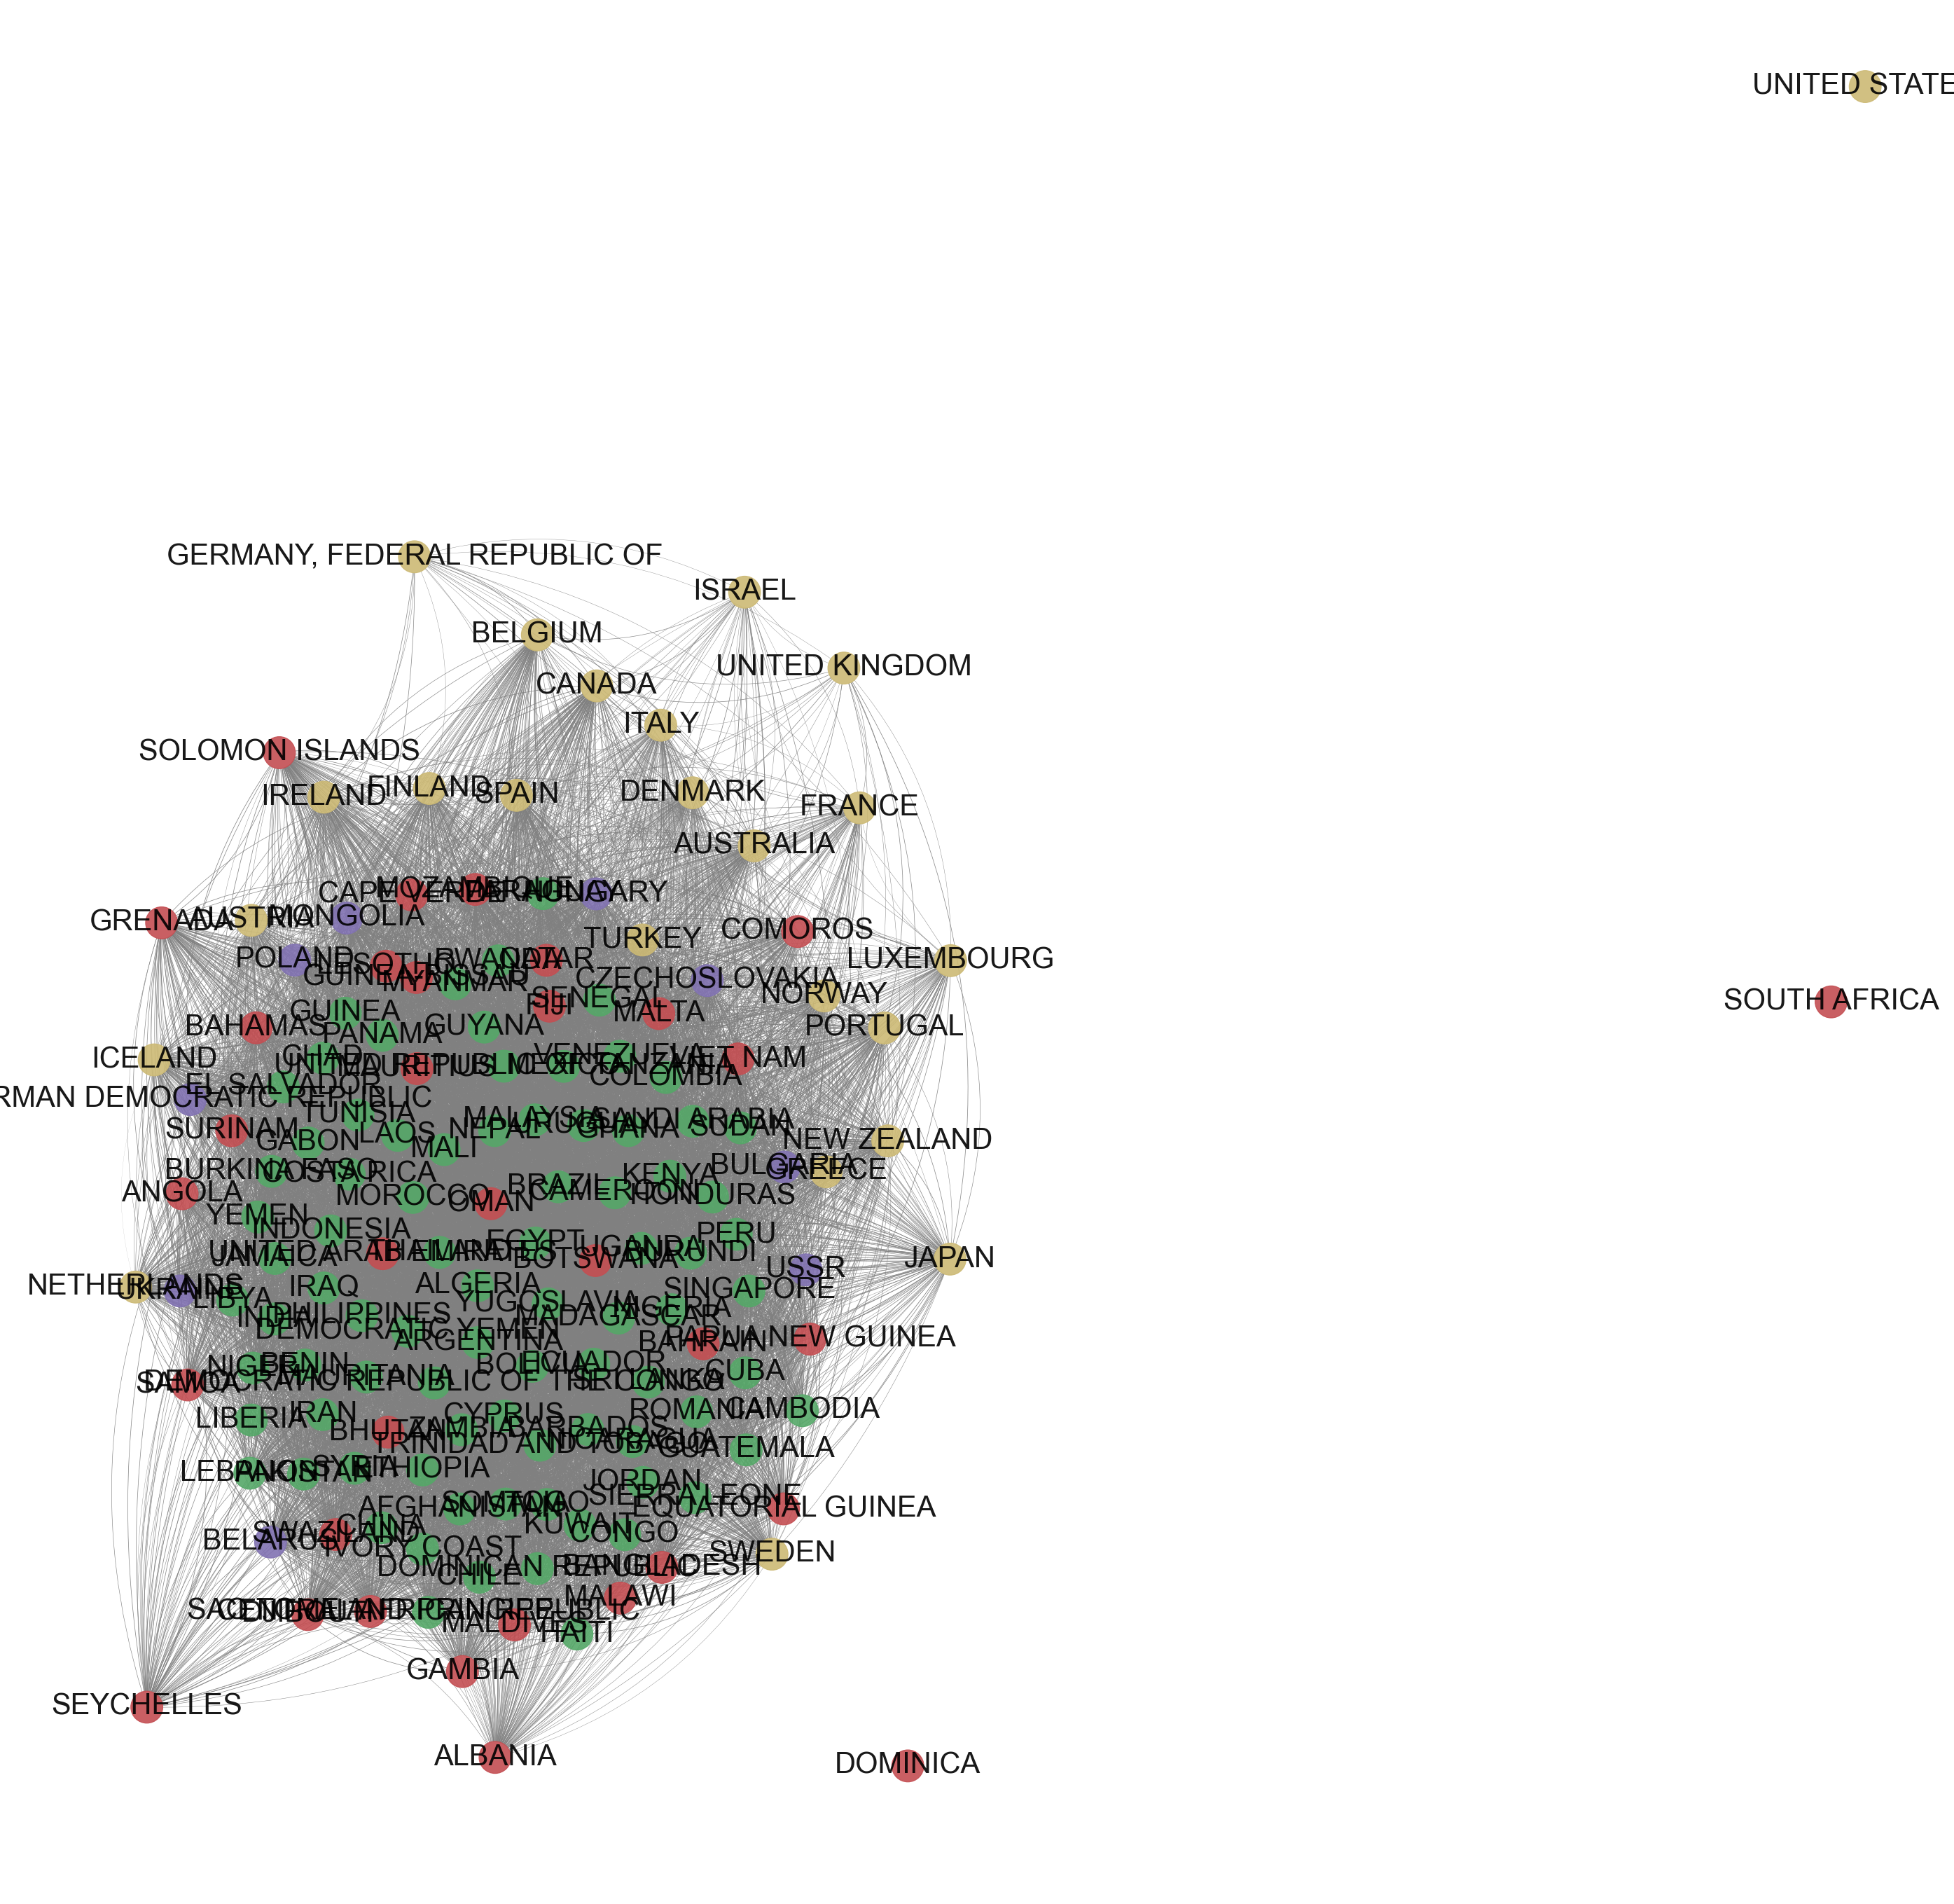 UNITED STATE
GERMANY, FEDERAL REPUBLIC OF
ISRAEL
BELGIUM
UNITED KINGDOM
CANADA
ITALY
SOLOMON ISLANDS
IRELAND
FINLAND
SPAIN
DENMARK
FRANCE
AUSTRALIA
CAPE VERDE
MOZAMBIQUE
HUNGARY
GRENADA
AUSTRIA
MONGOLIA
TURKEY
COMOROS
POLAND
LESOTHO
RWANDA
QATAR
LUXEMBOURG
GUINEA-BISSAU
MYANMAR
CZECHOSLOVAKIA
NORWAY
SOUTH AFRICA
GUINEA
FIJI
SENEGAL
MALTA
BAHAMAS
PANAMA
GUYANA
PORTUGAL
ICELAND
CHAD
UNITED REPUBLIC OF TANZANIA
MAURITIUS
MEXICO
VENEZUELA
VIET NAM
COLOMBIA
EL SALVADOR
RMAN DEMOCRATIC REPUBLIC
TUNISIA
MALAYSIA
URUGUAY
SAUDI ARABIA
SURINAM
GABON
LAOS
MALI
NEPAL
GHANA
SUDAN
NEW ZEALAND
BURKINA FASO
COSTA RICA
KENYA
BULGARIA
GREECE
ANGOLA
MOROCCO
OMAN
BRAZIL
CAMEROON
HONDURAS
YEMEN
INDONESIA
PERU
UNITED ARAB EMIRATES
JAMAICA
THAILAND
EGYPT
UGANDA
BOTSWANA
BURUNDI
USSR
JAPAN
NETHERLANDS
UKRAINE
LIBYA
IRAQ
ALGERIA
SINGAPORE
INDIA
PHILIPPINES
YUGOSLAVIA
NIGERIA
MADAGASCAR
DEMOCRATIC YEMEN
ARGENTINA
BAHRAIN
PAPUA NEW GUINEA
NIGER
BENIN
BOLIVIA
ECUADOR
CUBA
SAMOA
DEMOCRATIC REPUBLIC OF THE CONGO
MAURITANIA
SRI LANKA
LIBERIA
IRAN
CYPRUS
ROMANIA
CAMBODIA
BHUTAN
ZAMBIA
BARBADOS
TRINIDAD AND TOBAGO
NICARAGUA
GUATEMALA
LEBANON
PAKISTAN
SYRIA
ETHIOPIA
JORDAN
SIERRA LEONE
AFGHANISTAN
SOMALIA
TOGO
EQUATORIAL GUINEA
SWAZILAND
CHINA
KUWAIT
CONGO
BELARUS
IVORY COAST
SWEDEN
DOMINICAN REPUBLIC
BANGLADESH
CHILE
MALAWI
SAO TOME AND PRINCIPE
CENTRAL AFRICAN REPUBLIC
DJIBOUTI
MALDIVES
HAITI
GAMBIA
SEYCHELLES
ALBANIA
DOMINICA